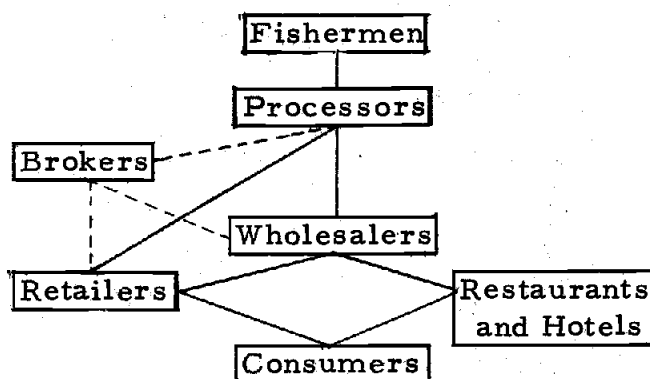 Fishermen
Processors
Brokers
Wholesalers
Retailers
Restaurants
and Hotels
Consumers